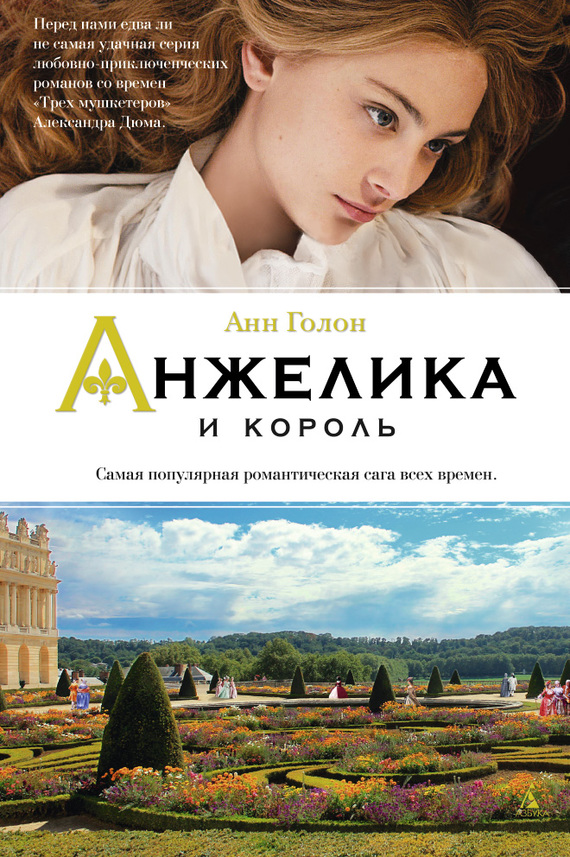 Перед нами едва ли
не самая удачная серия
любовно-приключенческих
романов со времен
«Трех мушкетеров»
Александра Дюма.
Анн Голон
Анжелика
и король
Самая популярная романтическая сага всех времен.
АЗБУКА